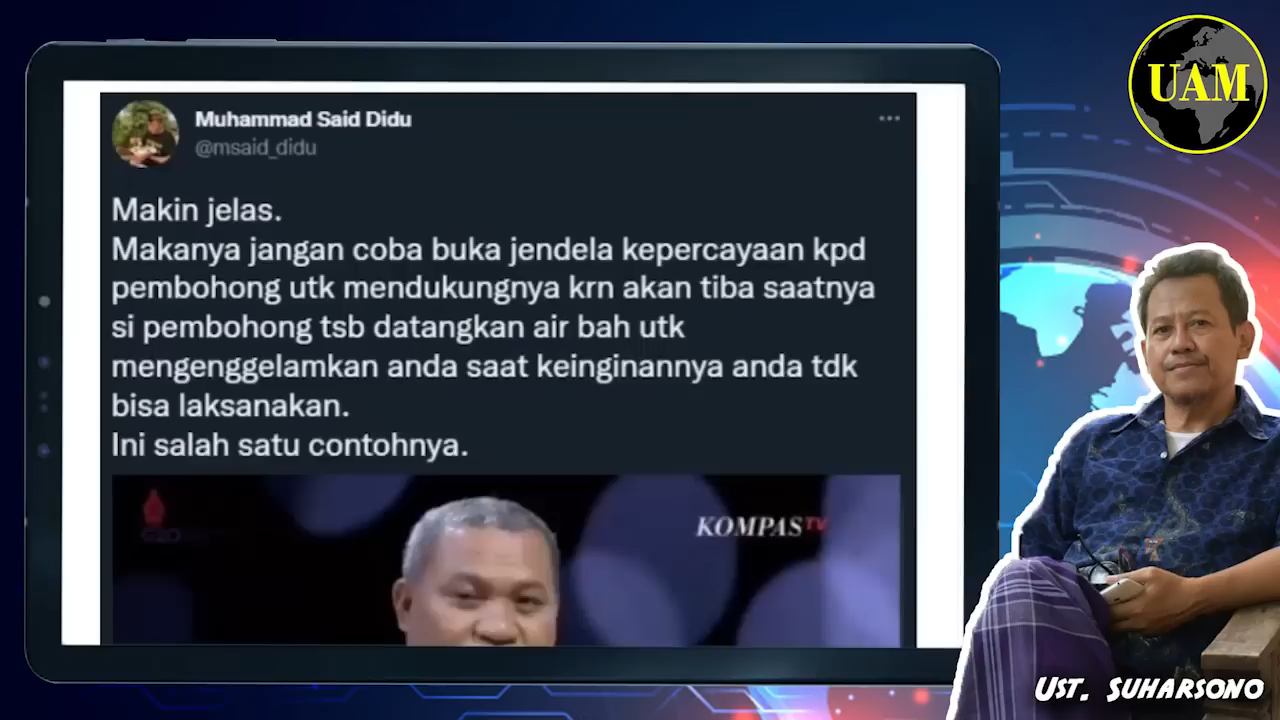 UAM
Muhammad Said Didu
@msaid_didu
Makin jelas.
Makanya jangan coba buka jendela kepercayaan kpd
pembohong utk mendukungnya krn akan tiba saatnya
si pembohong tsb datangkan air bah utk
mengenggelamkan anda saat keinginannya anda tdk
bisa laksanakan.
Ini salah satu contohnya.
KOMPASTV
UST. SUHARSONO